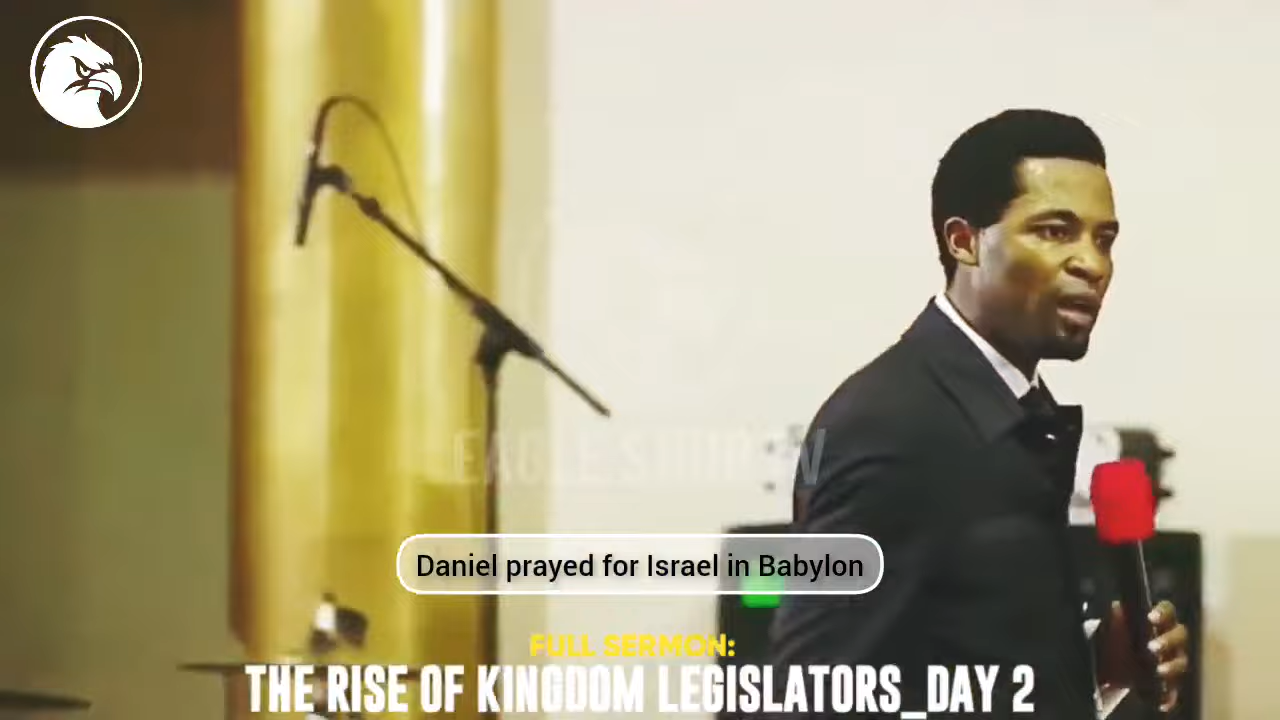 Daniel prayed for Israel in Babylon
FULL SERMON:
THE RISE OF KINGDOM LEGISLATORS_DAY 2